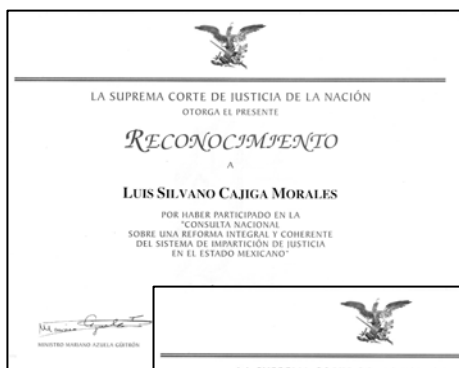 LA SUPREMA CORTE DE JUSTICIA DE LA NACIÓN
OTORGA EL PRESENTE
RECONOCIMIENTO
A
LUIS SILVANO CAJIGA MORALES
POR HABER PARTICIPADO EN LA
"CONSULTA NACIONAL
SOBRE UNA REFORMA INTEGRAL Y COHERENTE
DEL SISTEMA DE IMPARTICIÓN DE JUSTICIA
EN EL ESTADO MEXICANO"
MINISTRO MARIANO AZUELA GÜITRÓN